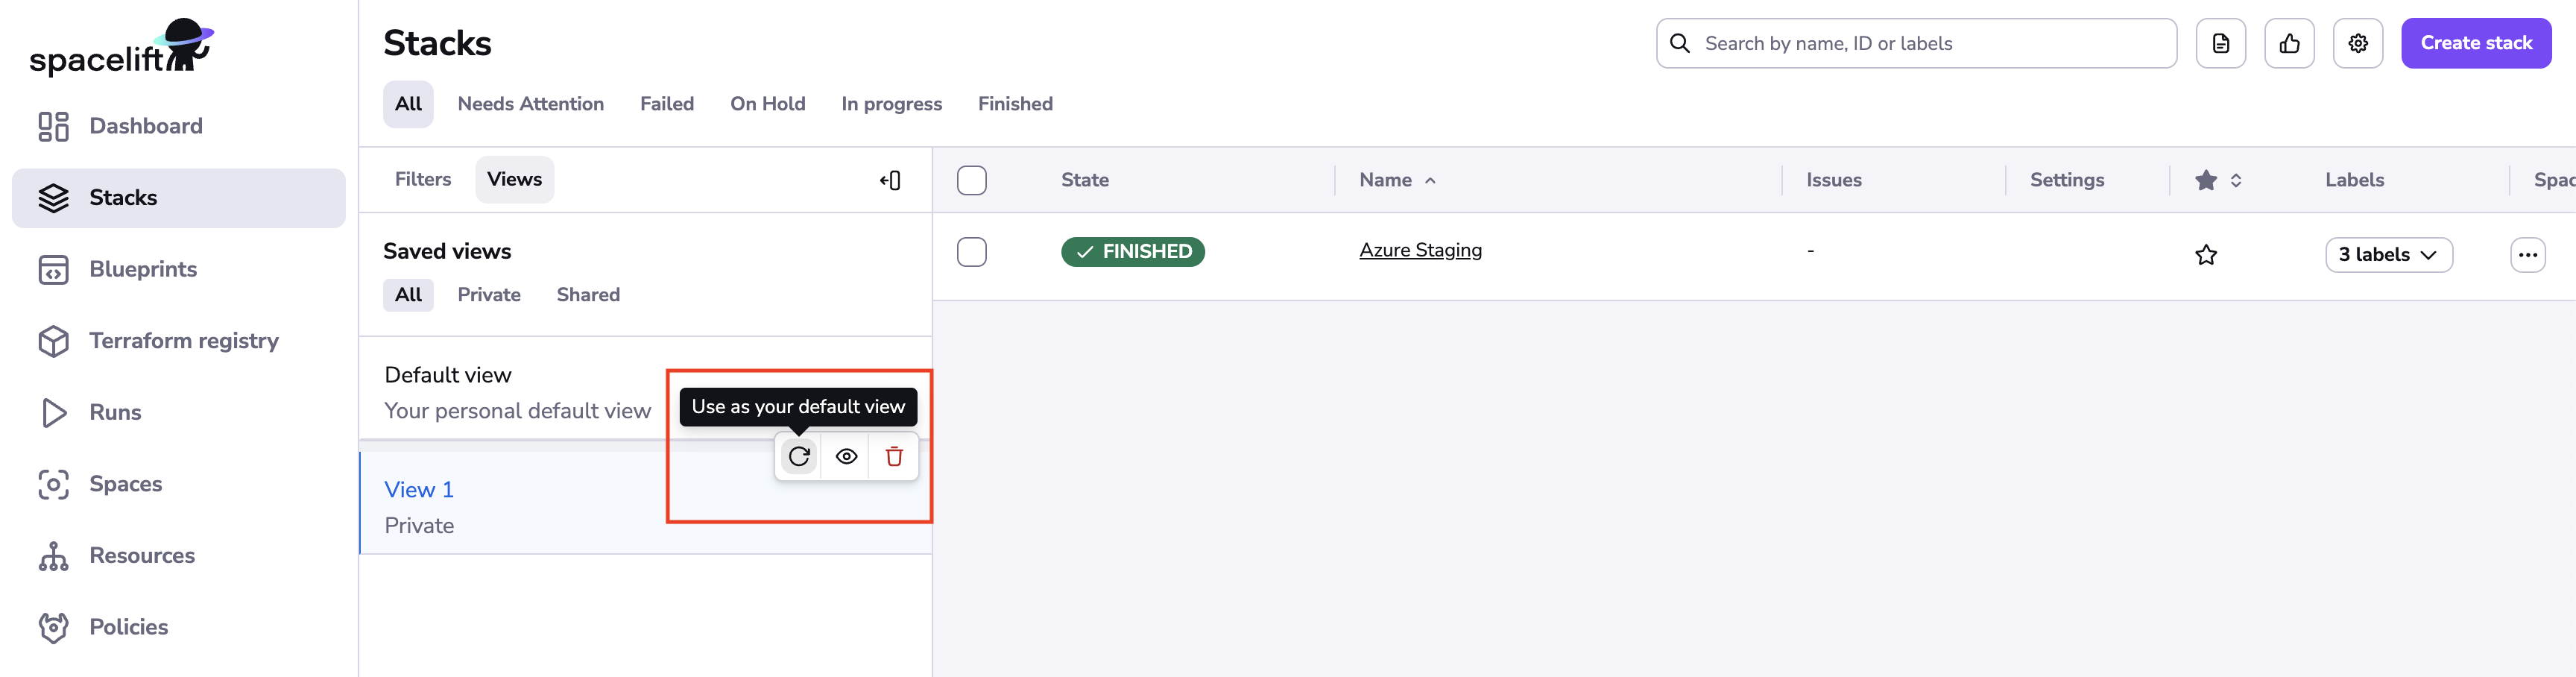 spacelift
Dashboard
Stacks
Blueprints
Terraform registry
Runs
Spaces
Resources
Policies
Stacks
Search by name, ID or labels
Create stack
All Needs Attention Failed On Hold In progress Finished
Filters Views
Saved views
All Private Shared
Default view
Your personal default view
Use as your default view
View 1
Private
State Name Issues Settings Labels Spac
FINISHED Azure Staging - 3 labels